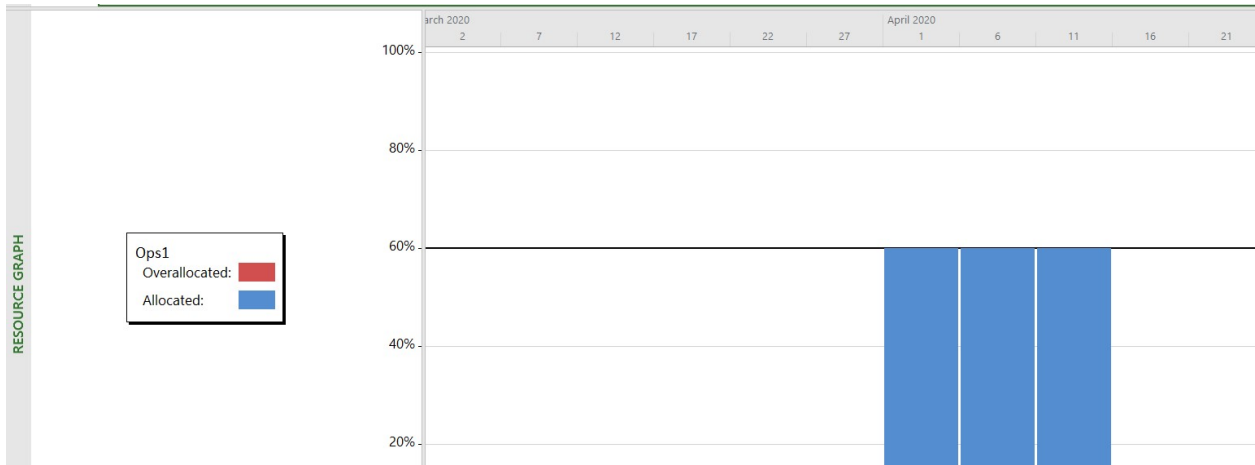 arch 2020 April 2020
2 7 12 17 22 27 1 6 11 16 21
100%
80%
60%
40%
20%
RESOURCE GRAPH
Ops1
Overallocated:
Allocated: